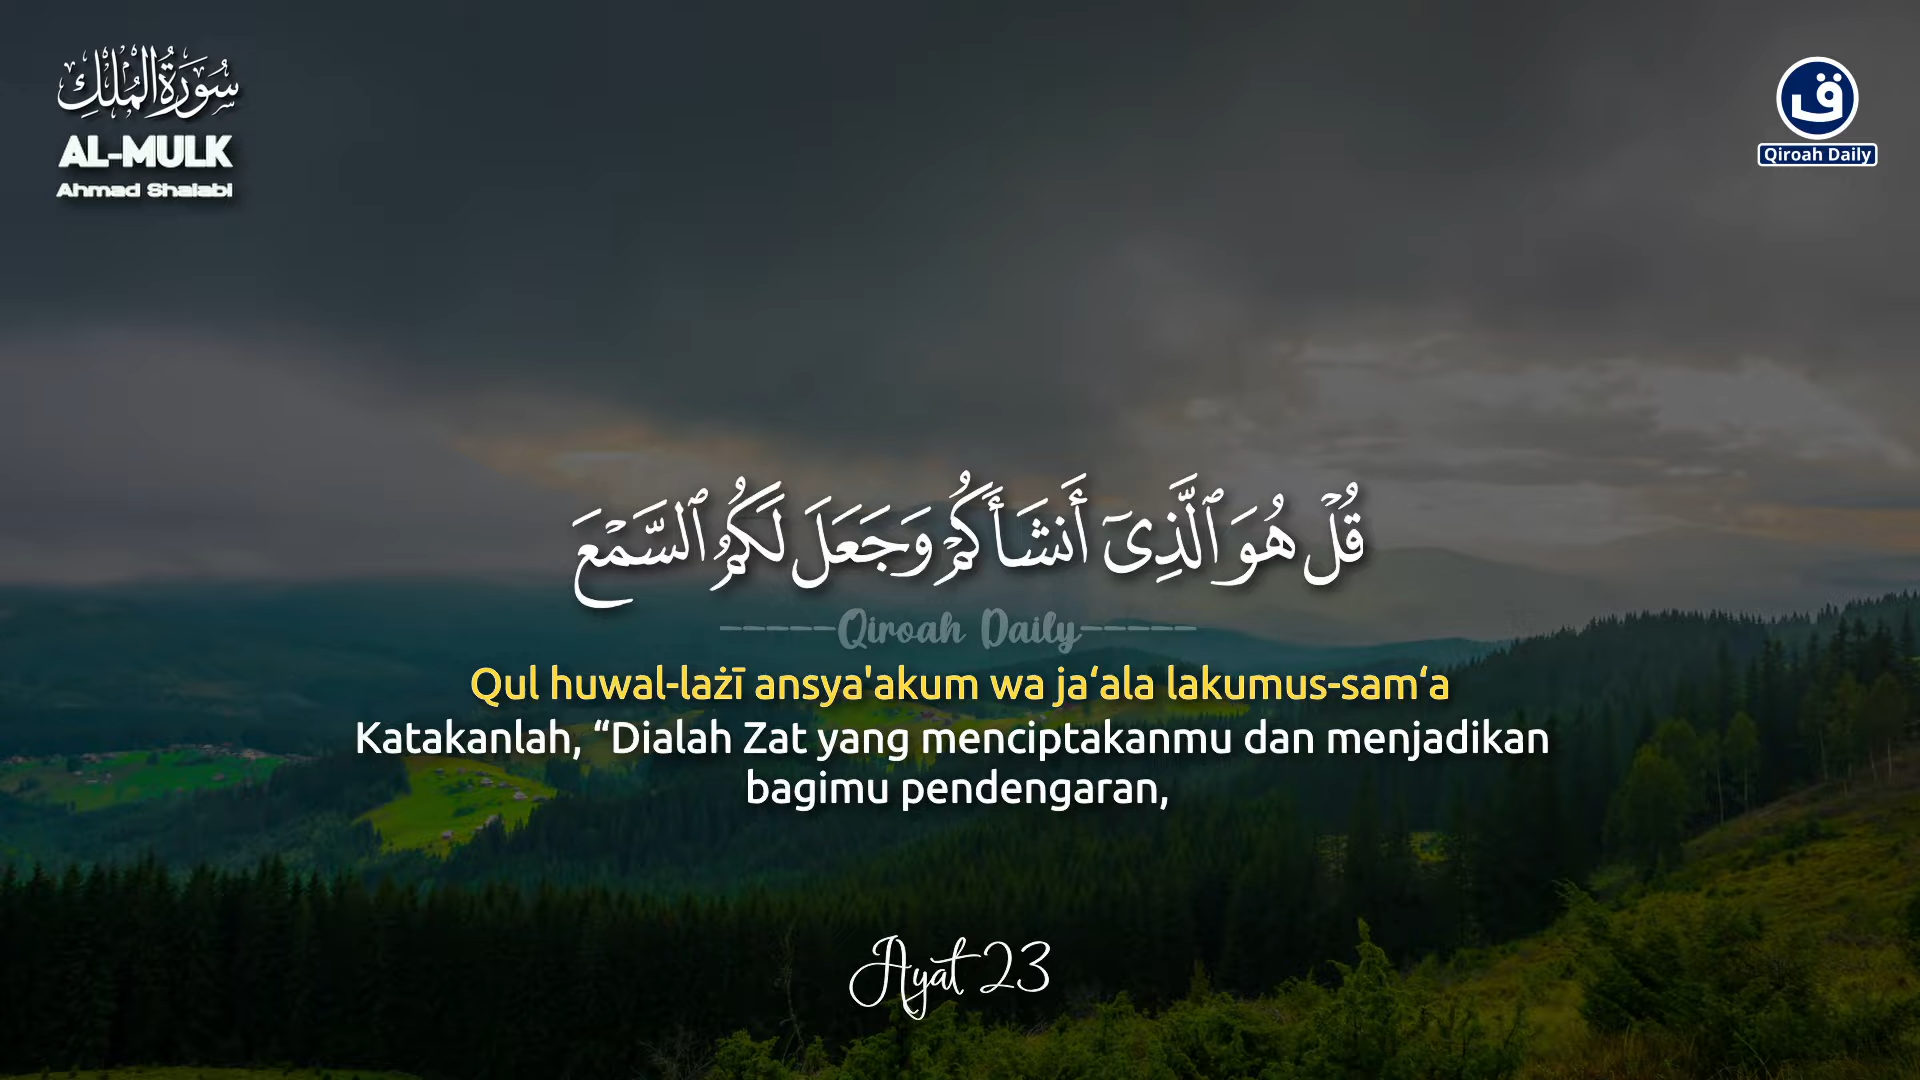 سُورَةُ الْمُلْكِ
AL-MULK
Ahmad Shalabi
ق
Qiroah Daily
قُلْ هُوَ ٱلَّذِىٓ أَنشَأَكُمْ وَجَعَلَ لَكُمُ ٱلسَّمْعَ
-----Qiroah Daily-----
Qul huwal-lażī ansya'akum wa ja‘ala lakumus-sam‘a
Katakanlah, “Dialah Zat yang menciptakanmu dan menjadikan
bagimu pendengaran,
Ayat 23